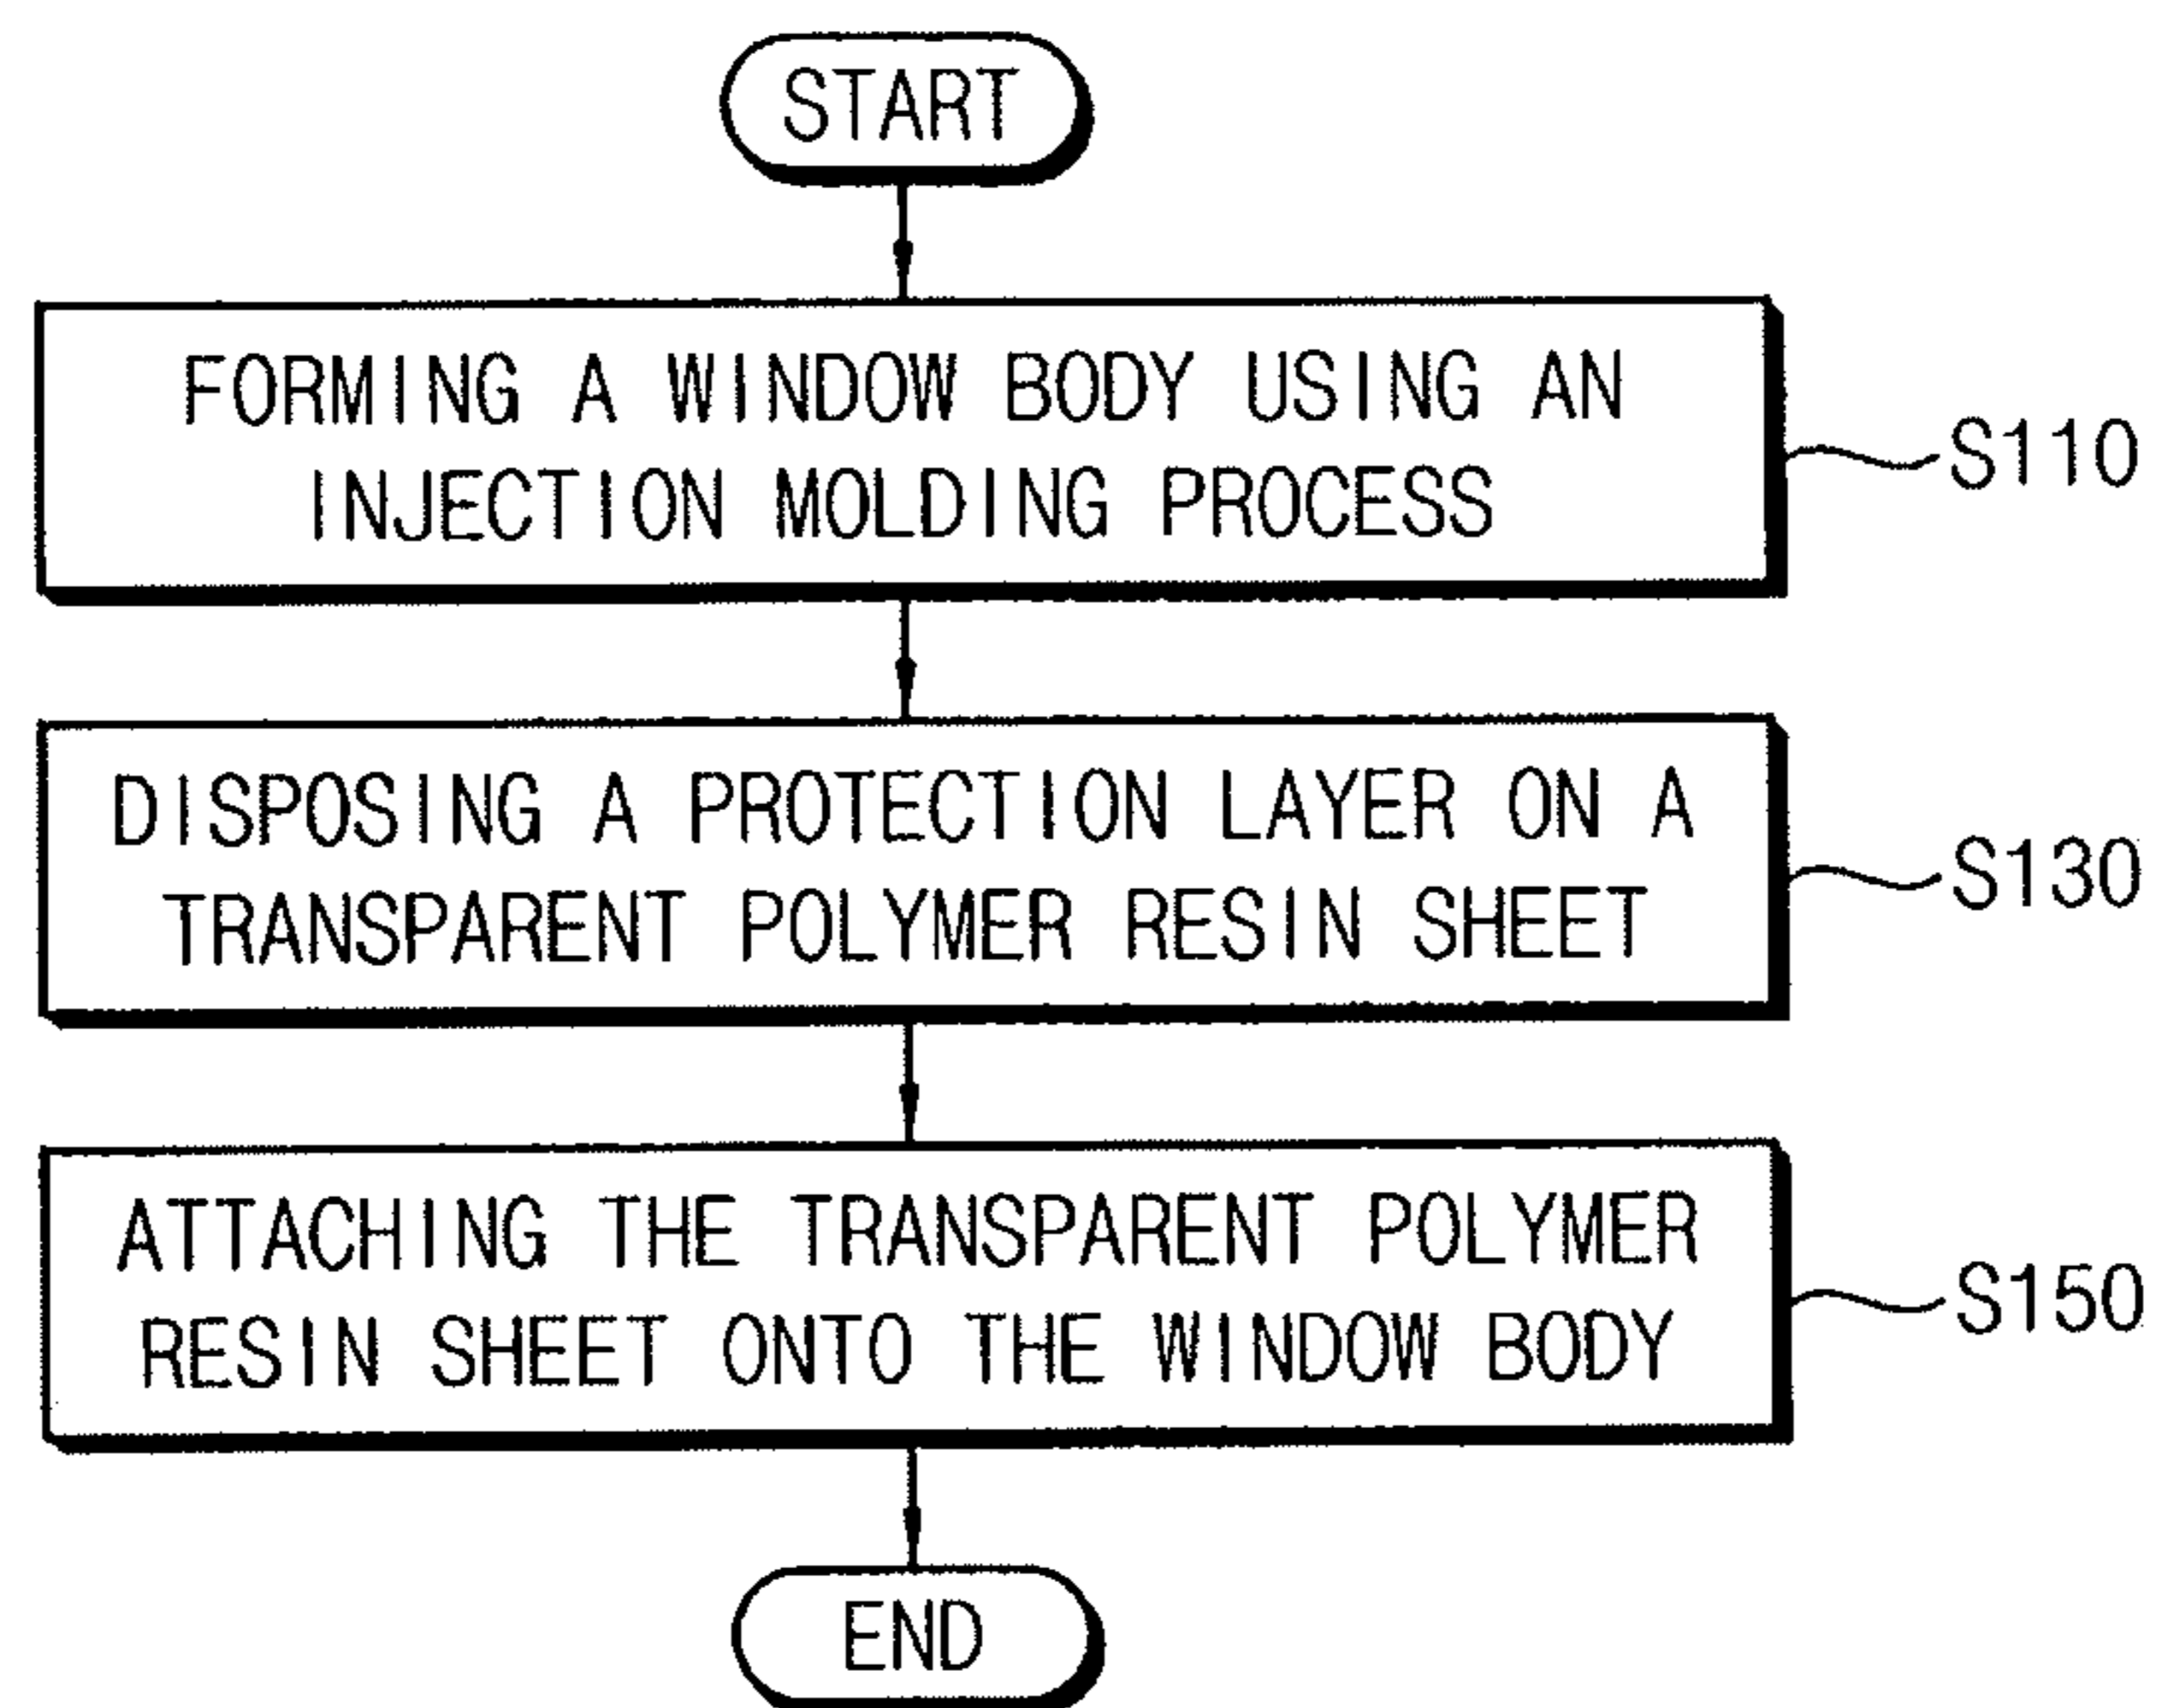 START
FORMING A WINDOW BODY USING AN
INJECTION MOLDING PROCESS
S110
DISPOSING A PROTECTION LAYER ON A
TRANSPARENT POLYMER RESIN SHEET
S130
ATTACHING THE TRANSPARENT POLYMER
RESIN SHEET ONTO THE WINDOW BODY
S150
END